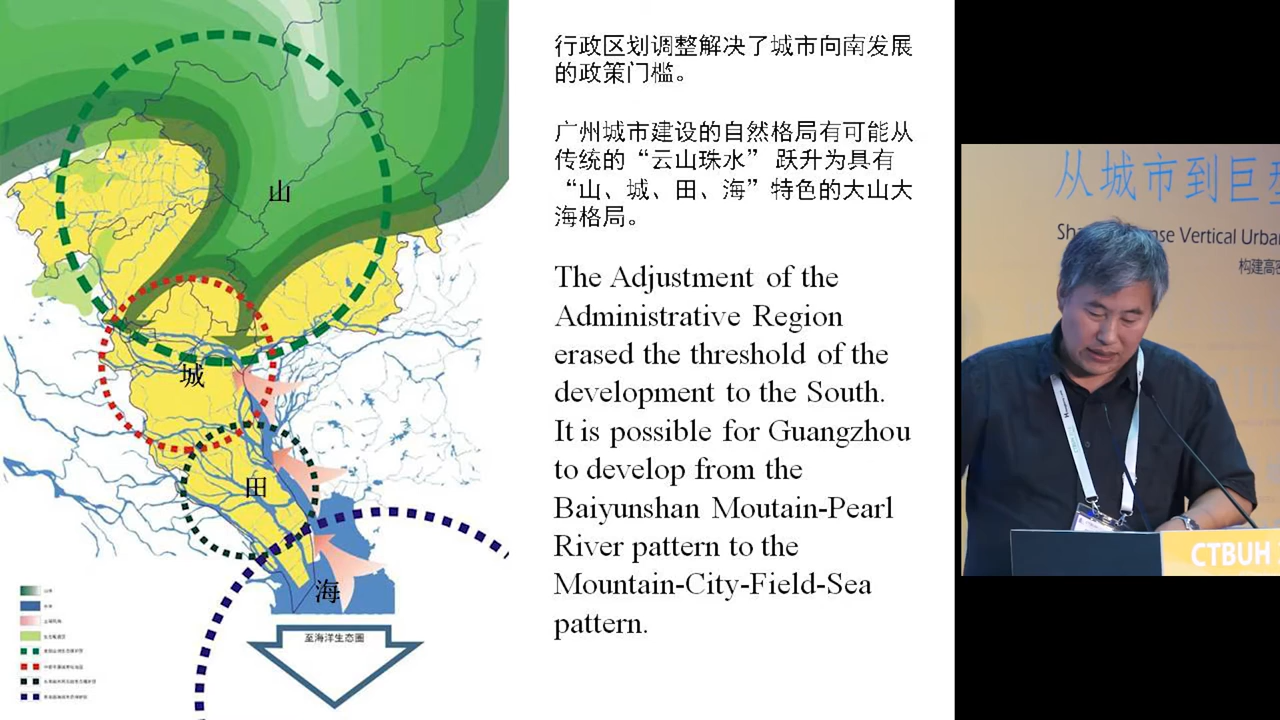 山
城
田
海
至海洋生态圈
行政区划调整解决了城市向南发展
的政策门槛。
广州城市建设的自然格局有可能从
传统的“云山珠水” 跃升为具有
“山、城、田、海”特色的大山大
海格局。
The Adjustment of the
Administrative Region
erased the threshold of the
development to the South.
It is possible for Guangzhou
to develop from the
Baiyunshan Moutain-Pearl
River pattern to the
Mountain-City-Field-Sea
pattern.
从城市到巨
Vertical Urba
构建高
CTBUH